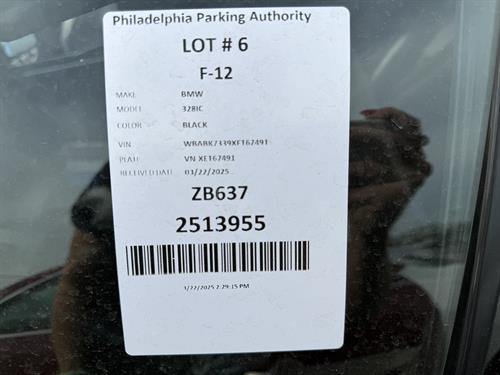 Philadelphia Parking Authority
LOT # 6
F-12
MAKE BMW
MODEL 328IC
COLOR BLACK
VIN
PLATE VN XET67491
RECEIVED DATE 03/22/2025
ZB637
2513955
3/22/2025 2:29:15 PM